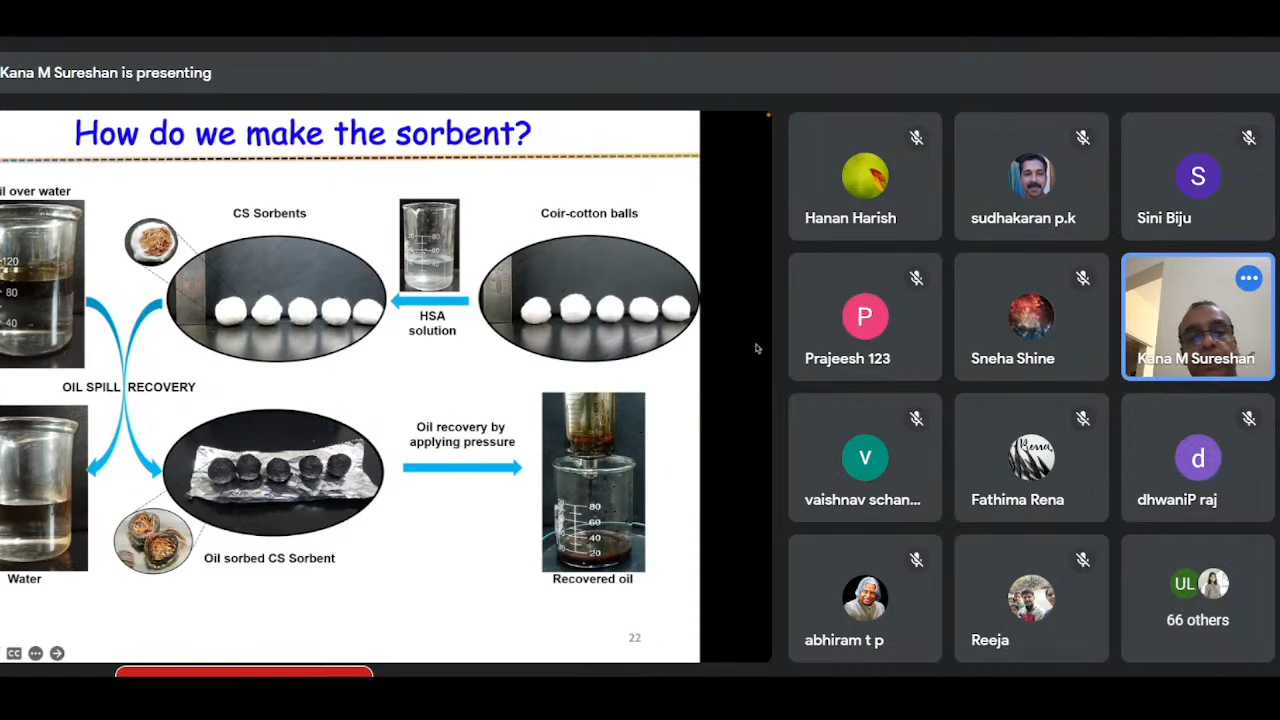 Kana M Sureshan is presenting
How do we make the sorbent?
il over water
CS Sorbents
Coir-cotton balls
120
80
40
HSA
solution
OIL SPILL RECOVERY
Oil recovery by
applying pressure
80
60
40
20
Oil sorbed CS Sorbent
Water
Recovered oil
22
CC
Hanan Harish
sudhakaran p.k
S
Sini Biju
P
Prajeesh 123
Sneha Shine
Kana M Sureshan
v
vaishnav schan...
Rena
Fathima Rena
d
dhwaniP raj
abhiram t p
Reeja
UL
66 others